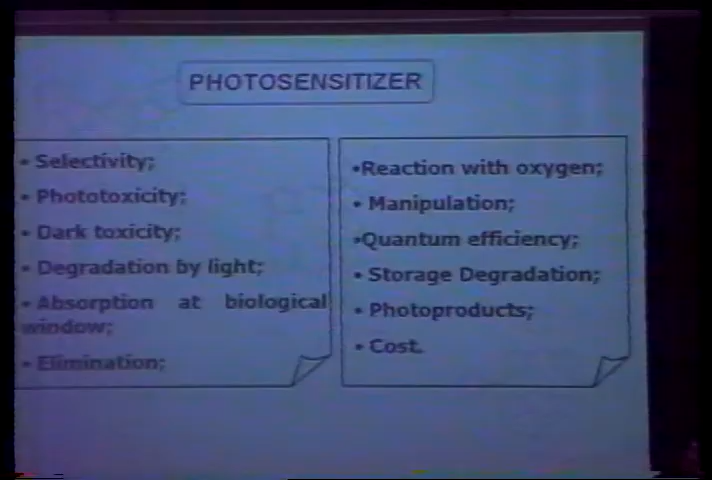 PHOTOSENSITIZER
• Selectivity;
• Phototoxicity;
• Dark toxicity;
• Degradation by light;
• Absorption at biological
window;
• Elimination;
•Reaction with oxygen;
• Manipulation;
•Quantum efficiency;
• Storage Degradation;
• Photoproducts;
• Cost.